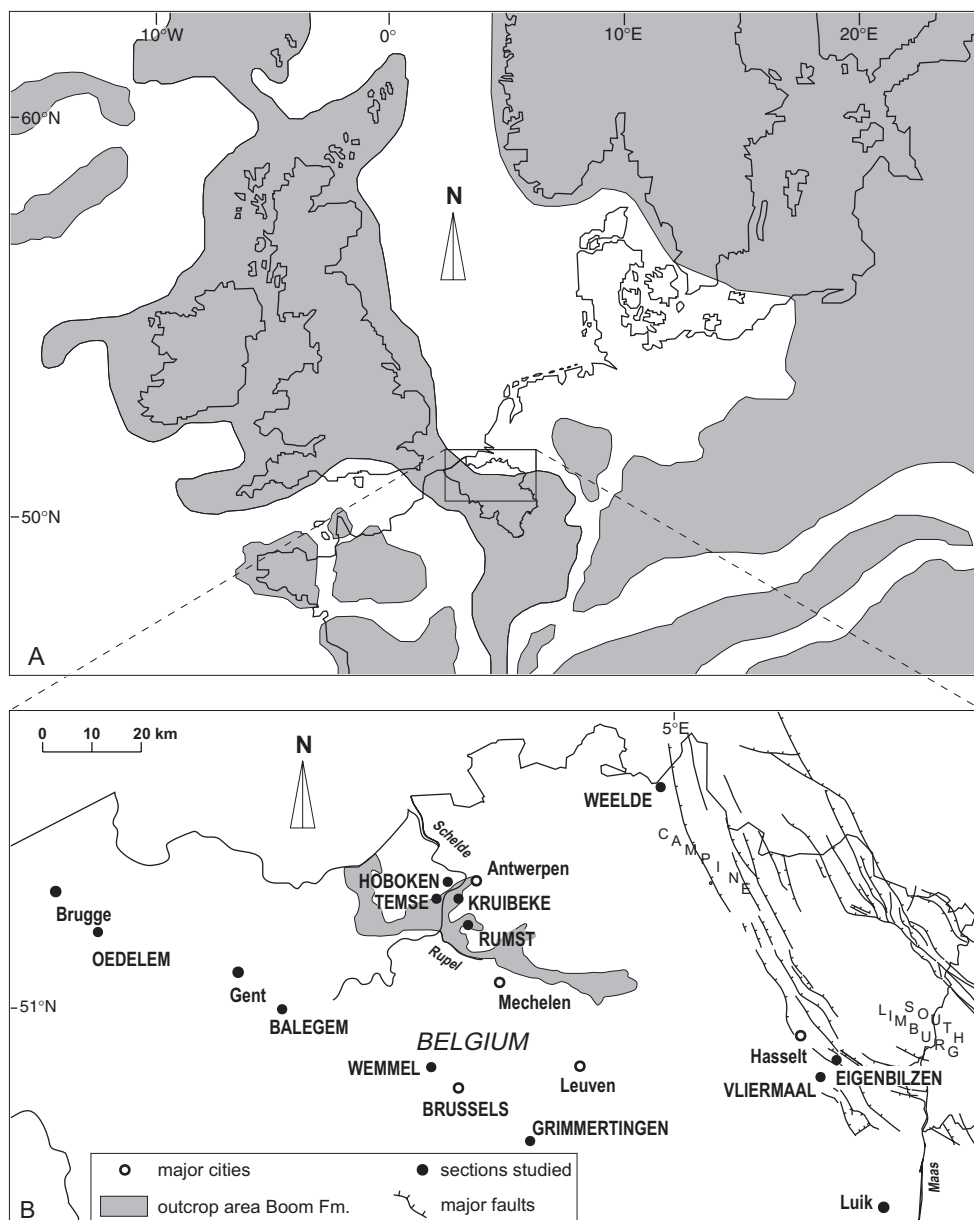 10°W
0°
10°E
20°E
60°N
N
50°N
A
0 10 20 km
N
5°E
WEELDE
CAMPINE
Schelde
Antwerpen
HOBOKEN
TEMSE
KRUIBEKE
Brugge
RUMST
OEDELEM
Rupel
Gent
Mechelen
51°N
BALEGEM
SOUTH
LIMBURG
BELGIUM
Hasselt
WEMMEL
EIGENBILZEN
Leuven
VLIERMAAL
BRUSSELS
GRIMMERTINGEN
Maas
major cities
sections studied
outcrop area Boom Fm.
major faults
Luik
B